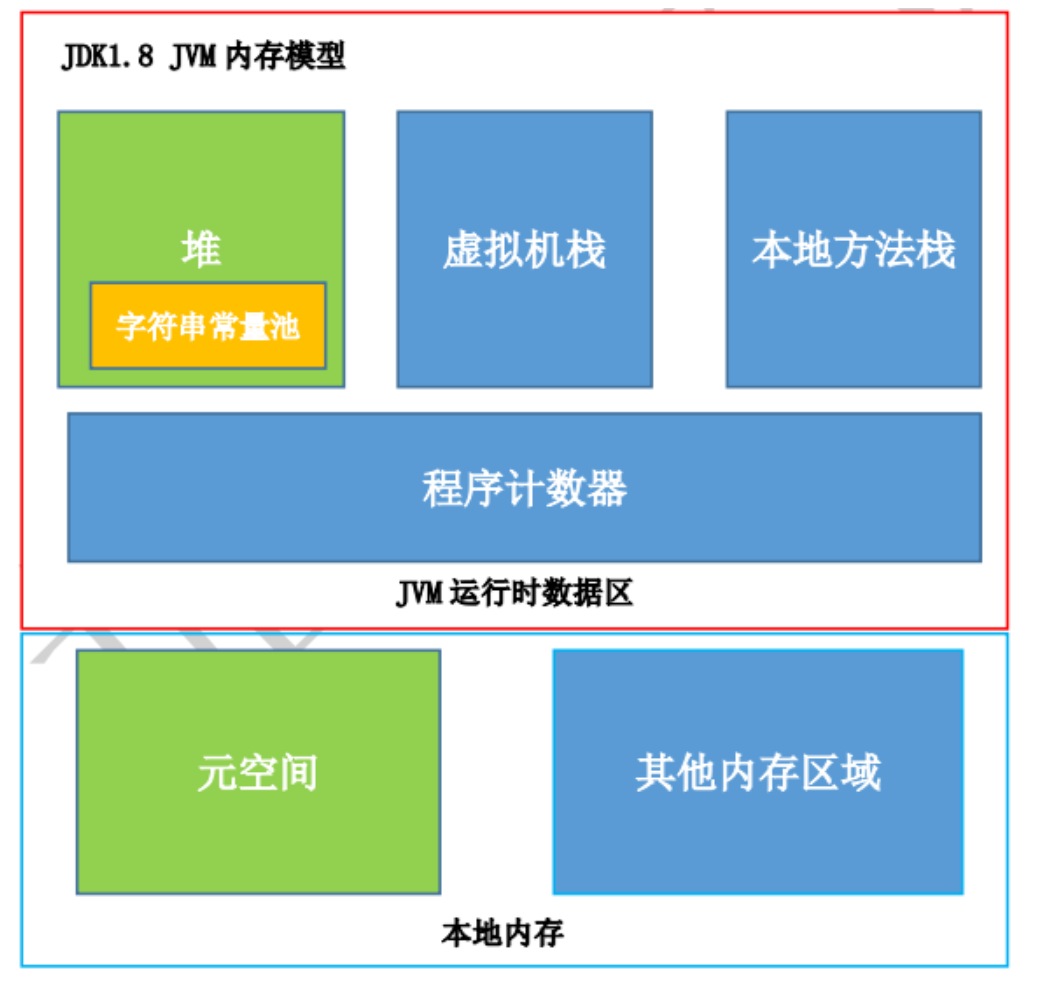 JDK1.8 JVM 内存模型
堆
虚拟机栈
本地方法栈
字符串常量池
程序计数器
JVM 运行时数据区
元空间
其他内存区域
本地内存